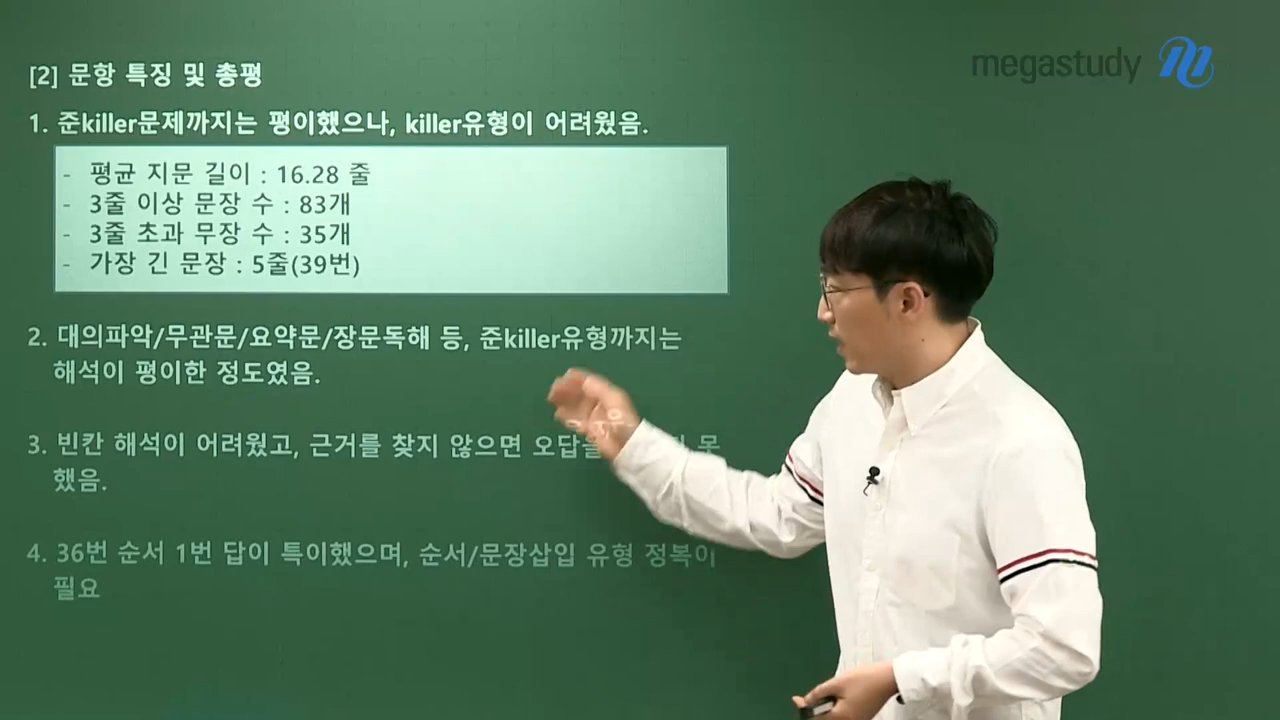 megastudy
[2] 문항 특징 및 총평
1. 준killer문제까지는 평이했으나, killer유형이 어려웠음.
- 평균 지문 길이 : 16.28 줄
- 3줄 이상 문장 수 : 83개
- 3줄 초과 무장 수 : 35개
- 가장 긴 문장 : 5줄(39번)
2. 대의파악/무관문/요약문/장문독해 등, 준killer유형까지는
해석이 평이한 정도였음.
3. 빈칸 해석이 어려웠고, 근거를 찾지 않으면 못
했음.
4. 36번 순서 1번 답이 특이했으며, 순서/문장삽입 유형 정복이
필요